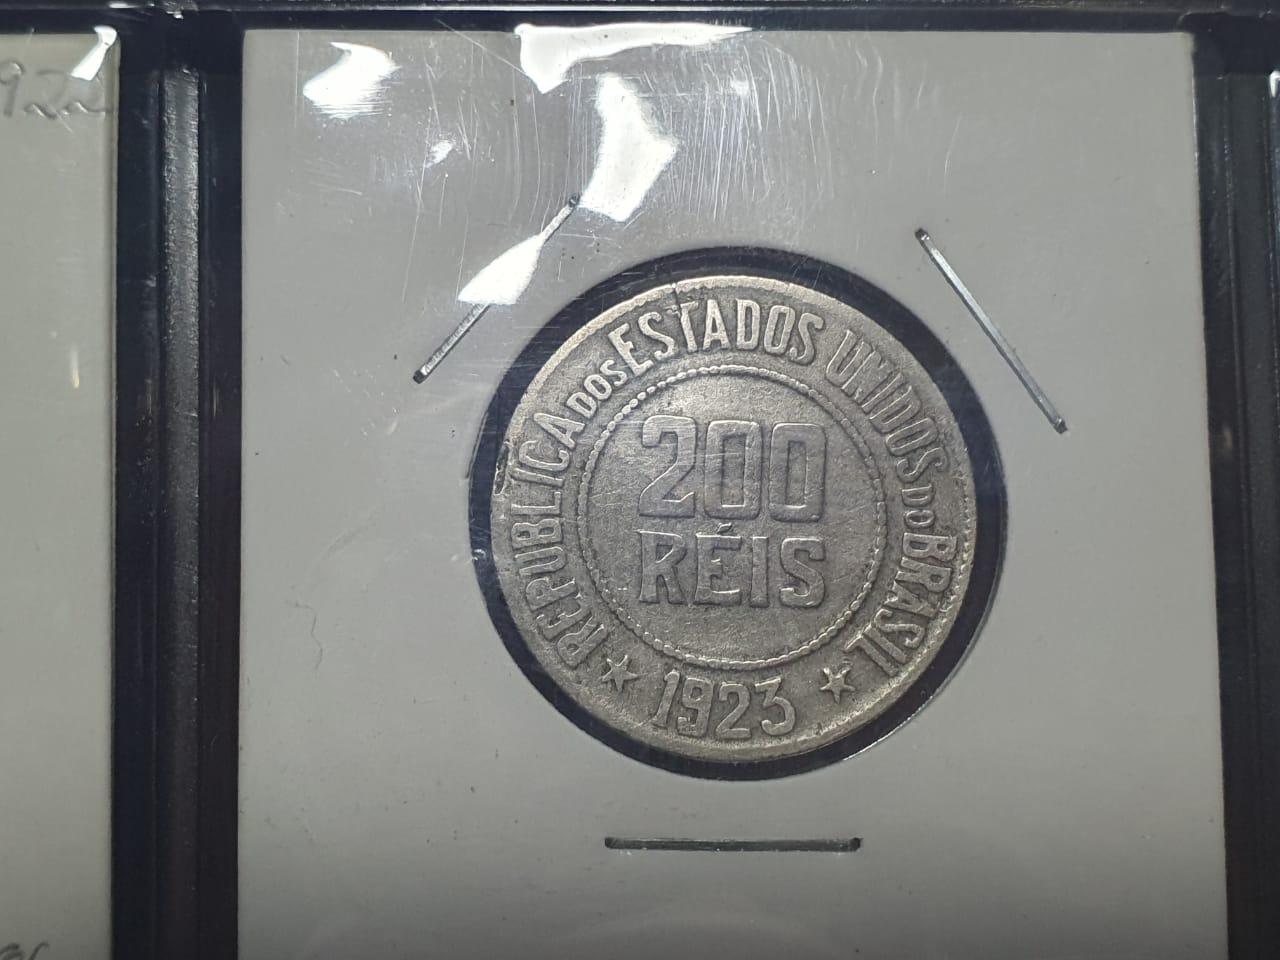 REPUBLICA DOS ESTADOS UNIDOS DO BRASIL
200
RÉIS
★ 1923 ★